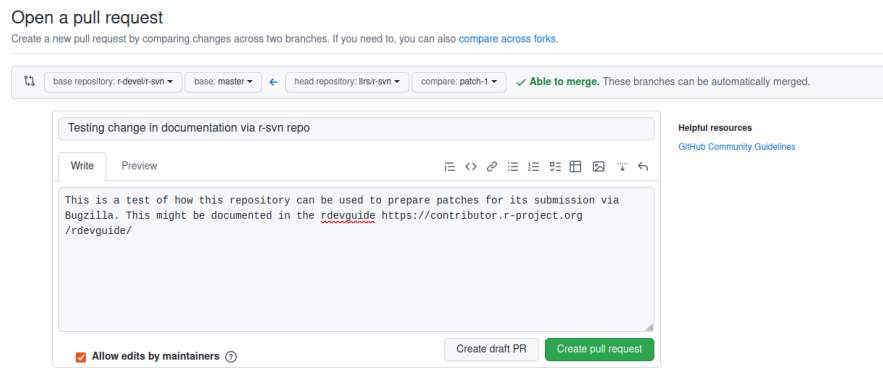 Open a pull request
Create a new pull request by comparing changes across two branches. If you need to, you can also compare across forks.
base repository: r-devel/r-svn base: master head repository: llrs/r-svn compare: patch-1 Able to merge. These branches can be automatically merged.
Testing change in documentation via r-svn repo
Helpful resources
GitHub Community Guidelines
Write Preview
This is a test of how this repository can be used to prepare patches for its submission via
Bugzilla. This might be documented in the rdevguide https://contributor.r-project.org
/rdevguide/
Allow edits by maintainers
Create draft PR Create pull request